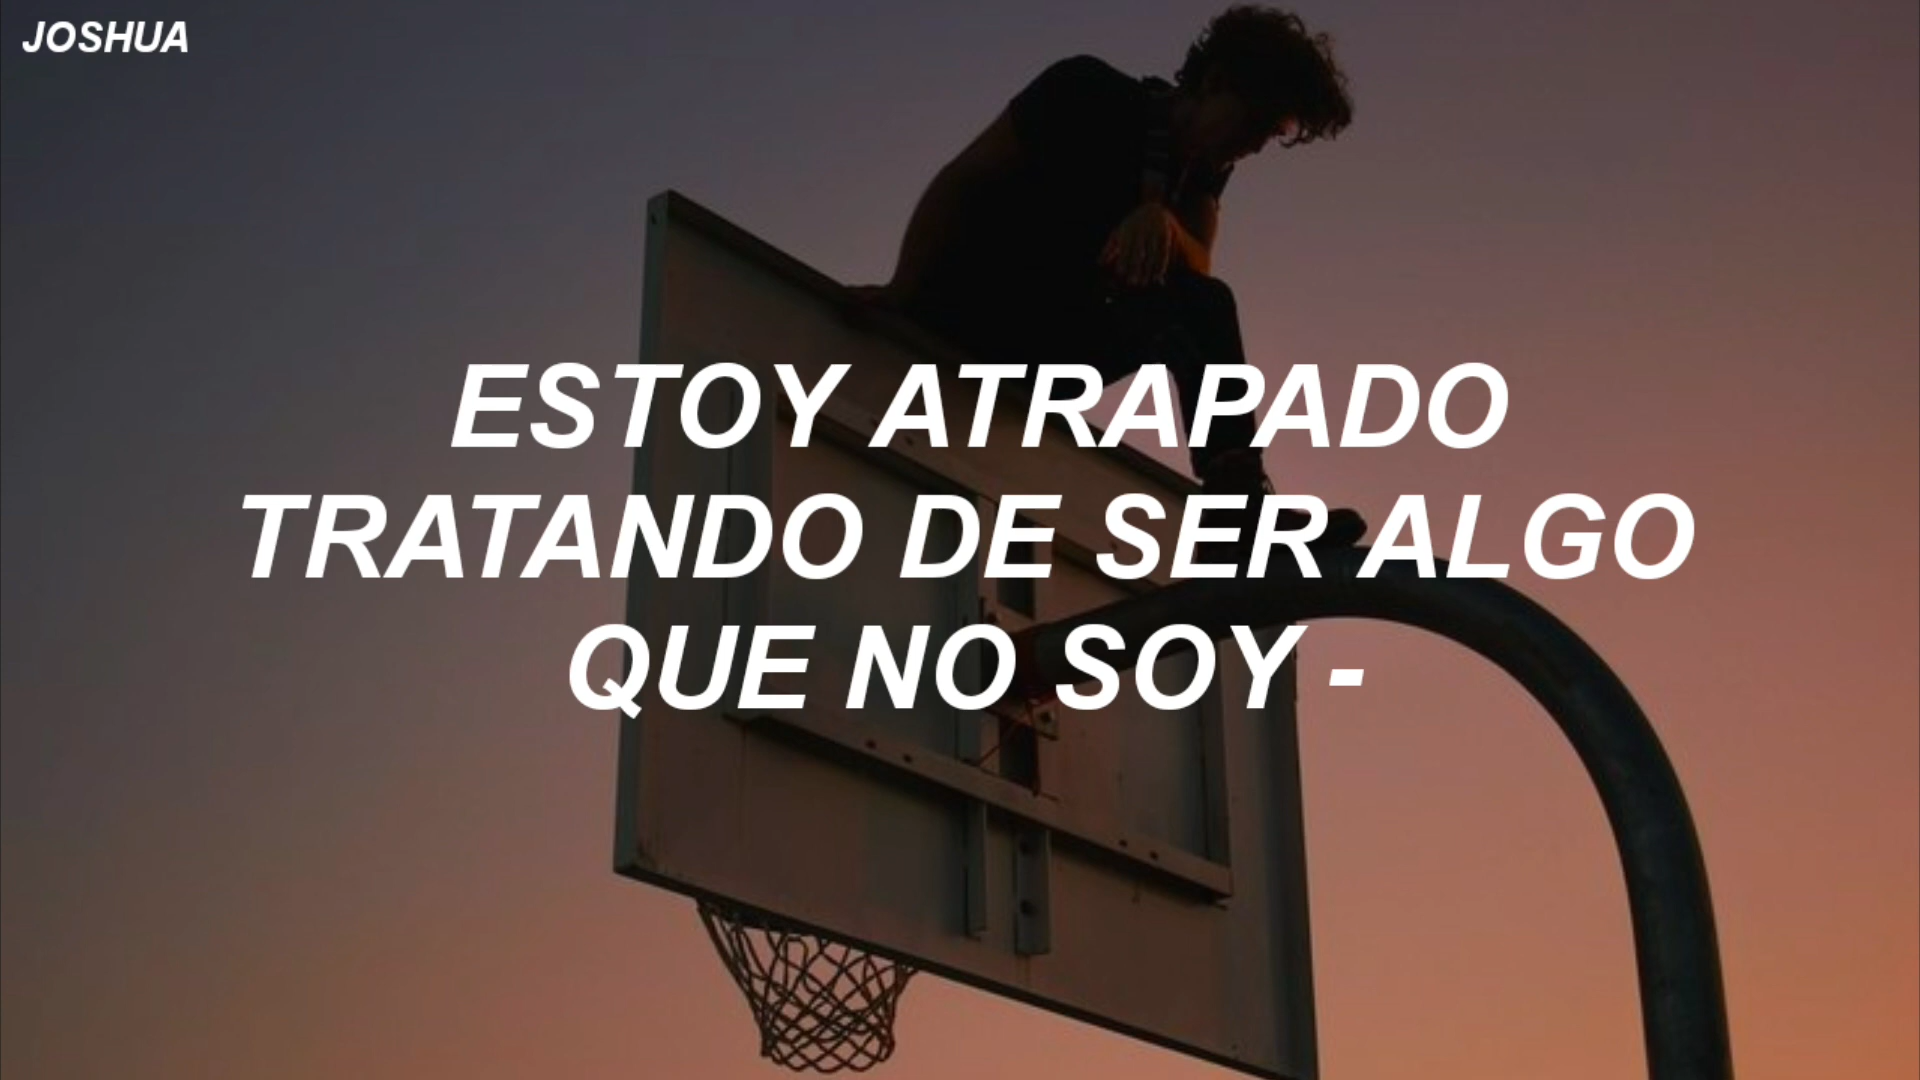 JOSHUA
ESTOY ATRAPADO
TRATANDO DE SER ALGO
QUE NO SOY -